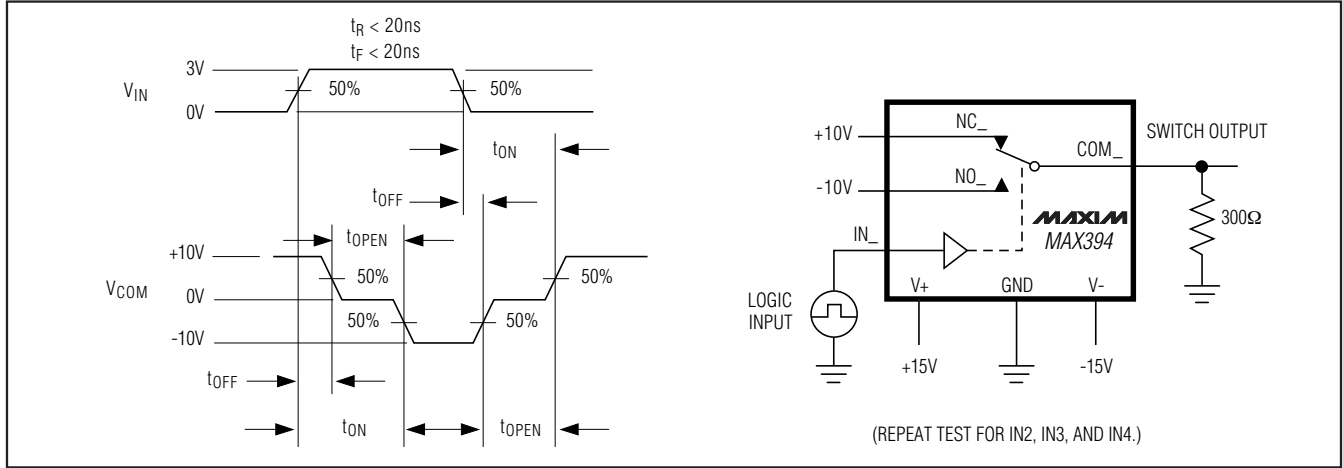 tR < 20ns
tF < 20ns
3V
VIN
50%
50%
0V
tON
tOFF
tOPEN
+10V
50%
50%
VCOM
0V
50%
50%
-10V
tOFF
tON
tOPEN
+10V
NC_
SWITCH OUTPUT
COM_
-10V
NO_
MAXIM
MAX394
300Ω
IN_
LOGIC
INPUT
V+
GND
V-
+15V
-15V
(REPEAT TEST FOR IN2, IN3, AND IN4.)